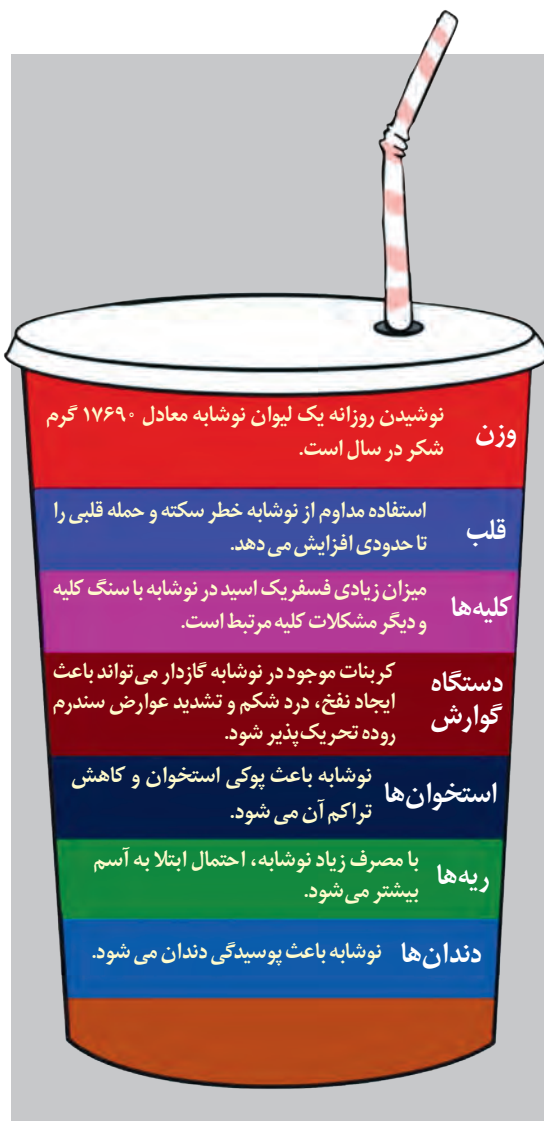 وزن
نوشیدن روزانه یک لیوان نوشابه معادل ۱۷۶۹۰ گرم
شکر در سال است.
قلب
استفاده مداوم از نوشابه خطر سکته و حمله قلبی را
تا حدودی افزایش می دهد.
کلیه‌ها
میزان زیادی فسفریک اسید در نوشابه با سنگ کلیه
و دیگر مشکلات کلیه مرتبط است.
دستگاه
گوارش
کربنات موجود در نوشابه گازدار می‌تواند باعث
ایجاد نفخ، درد شکم و تشدید عوارض سندرم
روده تحریک‌پذیر شود.
استخوان‌ها
نوشابه باعث پوکی استخوان و کاهش
تراکم آن می شود.
ریه‌ها
با مصرف زیاد نوشابه، احتمال ابتلا به آسم
بیشتر می‌شود.
دندان‌ها
نوشابه باعث پوسیدگی دندان می شود.